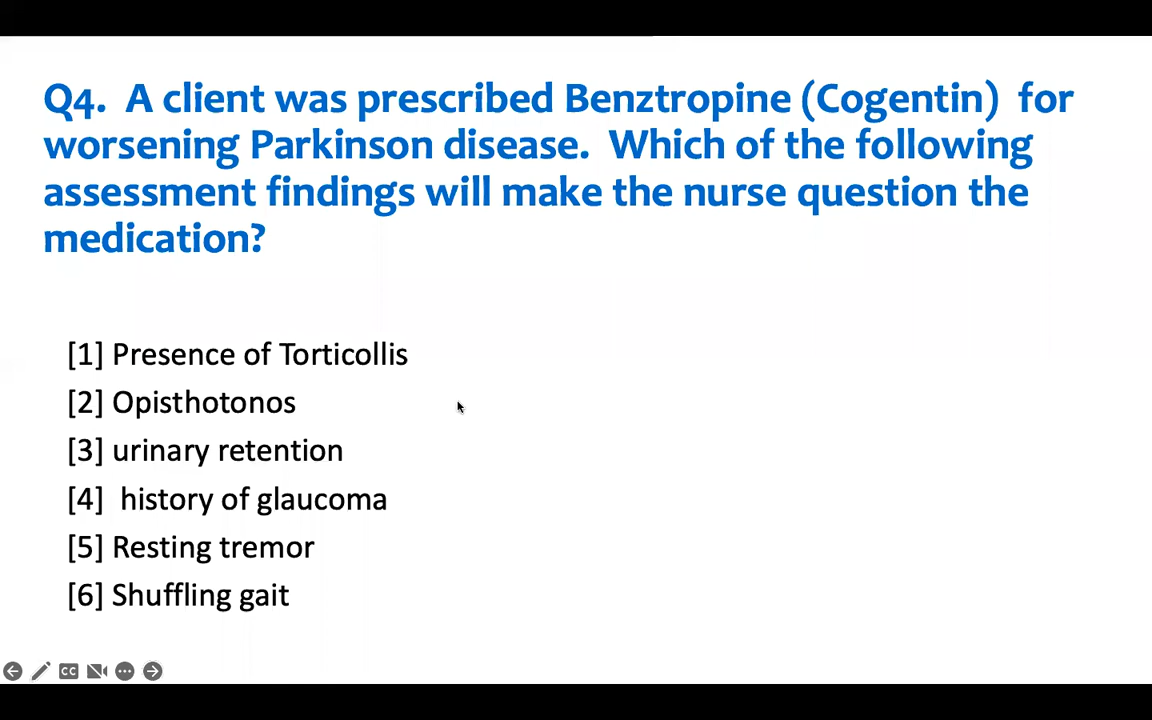 Q4.  A client was prescribed Benztropine (Cogentin)  for
worsening Parkinson disease.  Which of the following
assessment findings will make the nurse question the
medication?
[1] Presence of Torticollis
[2] Opisthotonos
[3] urinary retention
[4]  history of glaucoma
[5] Resting tremor
[6] Shuffling gait
CC